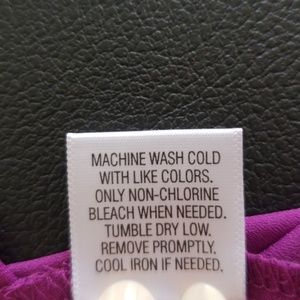 MACHINE WASH COLD
WITH LIKE COLORS.
ONLY NON-CHLORINE
BLEACH WHEN NEEDED.
TUMBLE DRY LOW.
REMOVE PROMPTLY.
COOL IRON IF NEEDED.